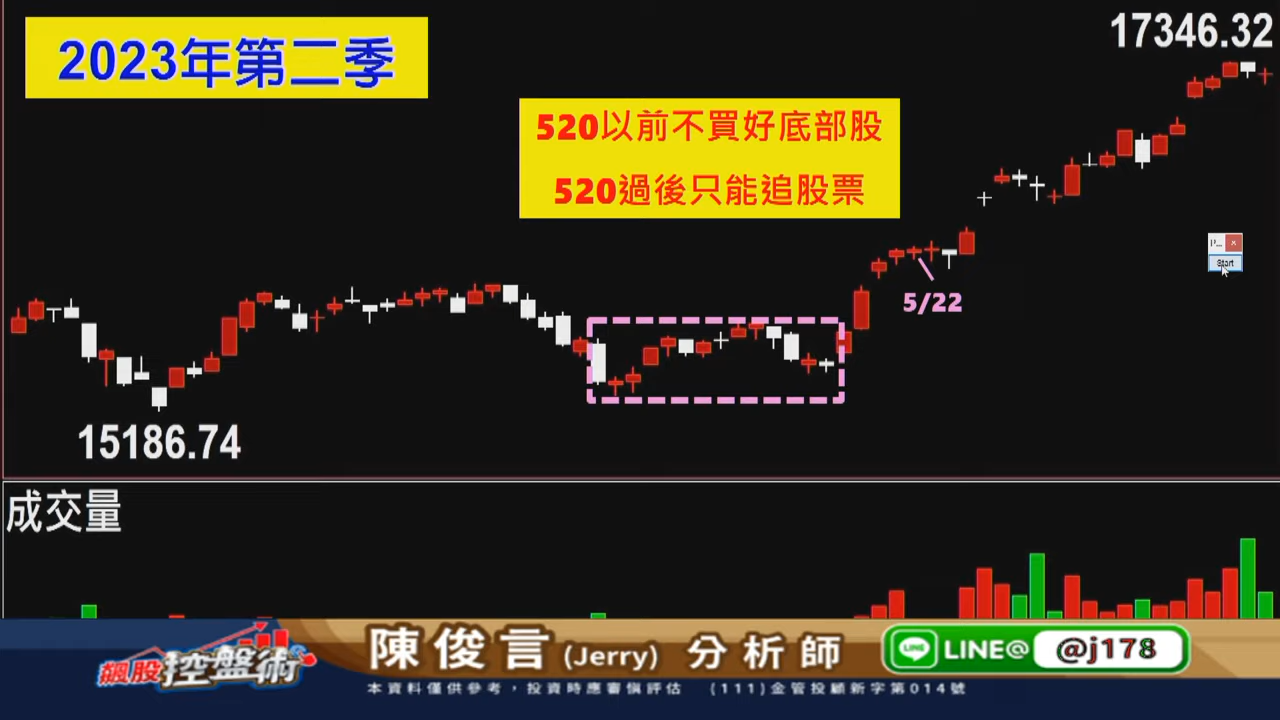 2023年第二季
17346.32
520以前不買好底部股
520過後只能追股票
Start
5/22
15186.74
成交量
飆股控盤術
陳俊言 (Jerry) 分析師
LINE@ @j178
本資料僅供參考，投資時應審慎評估 (111)金管投顧新字第014號